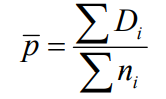 p̅ = ∑ Dᵢ / ∑ nᵢ